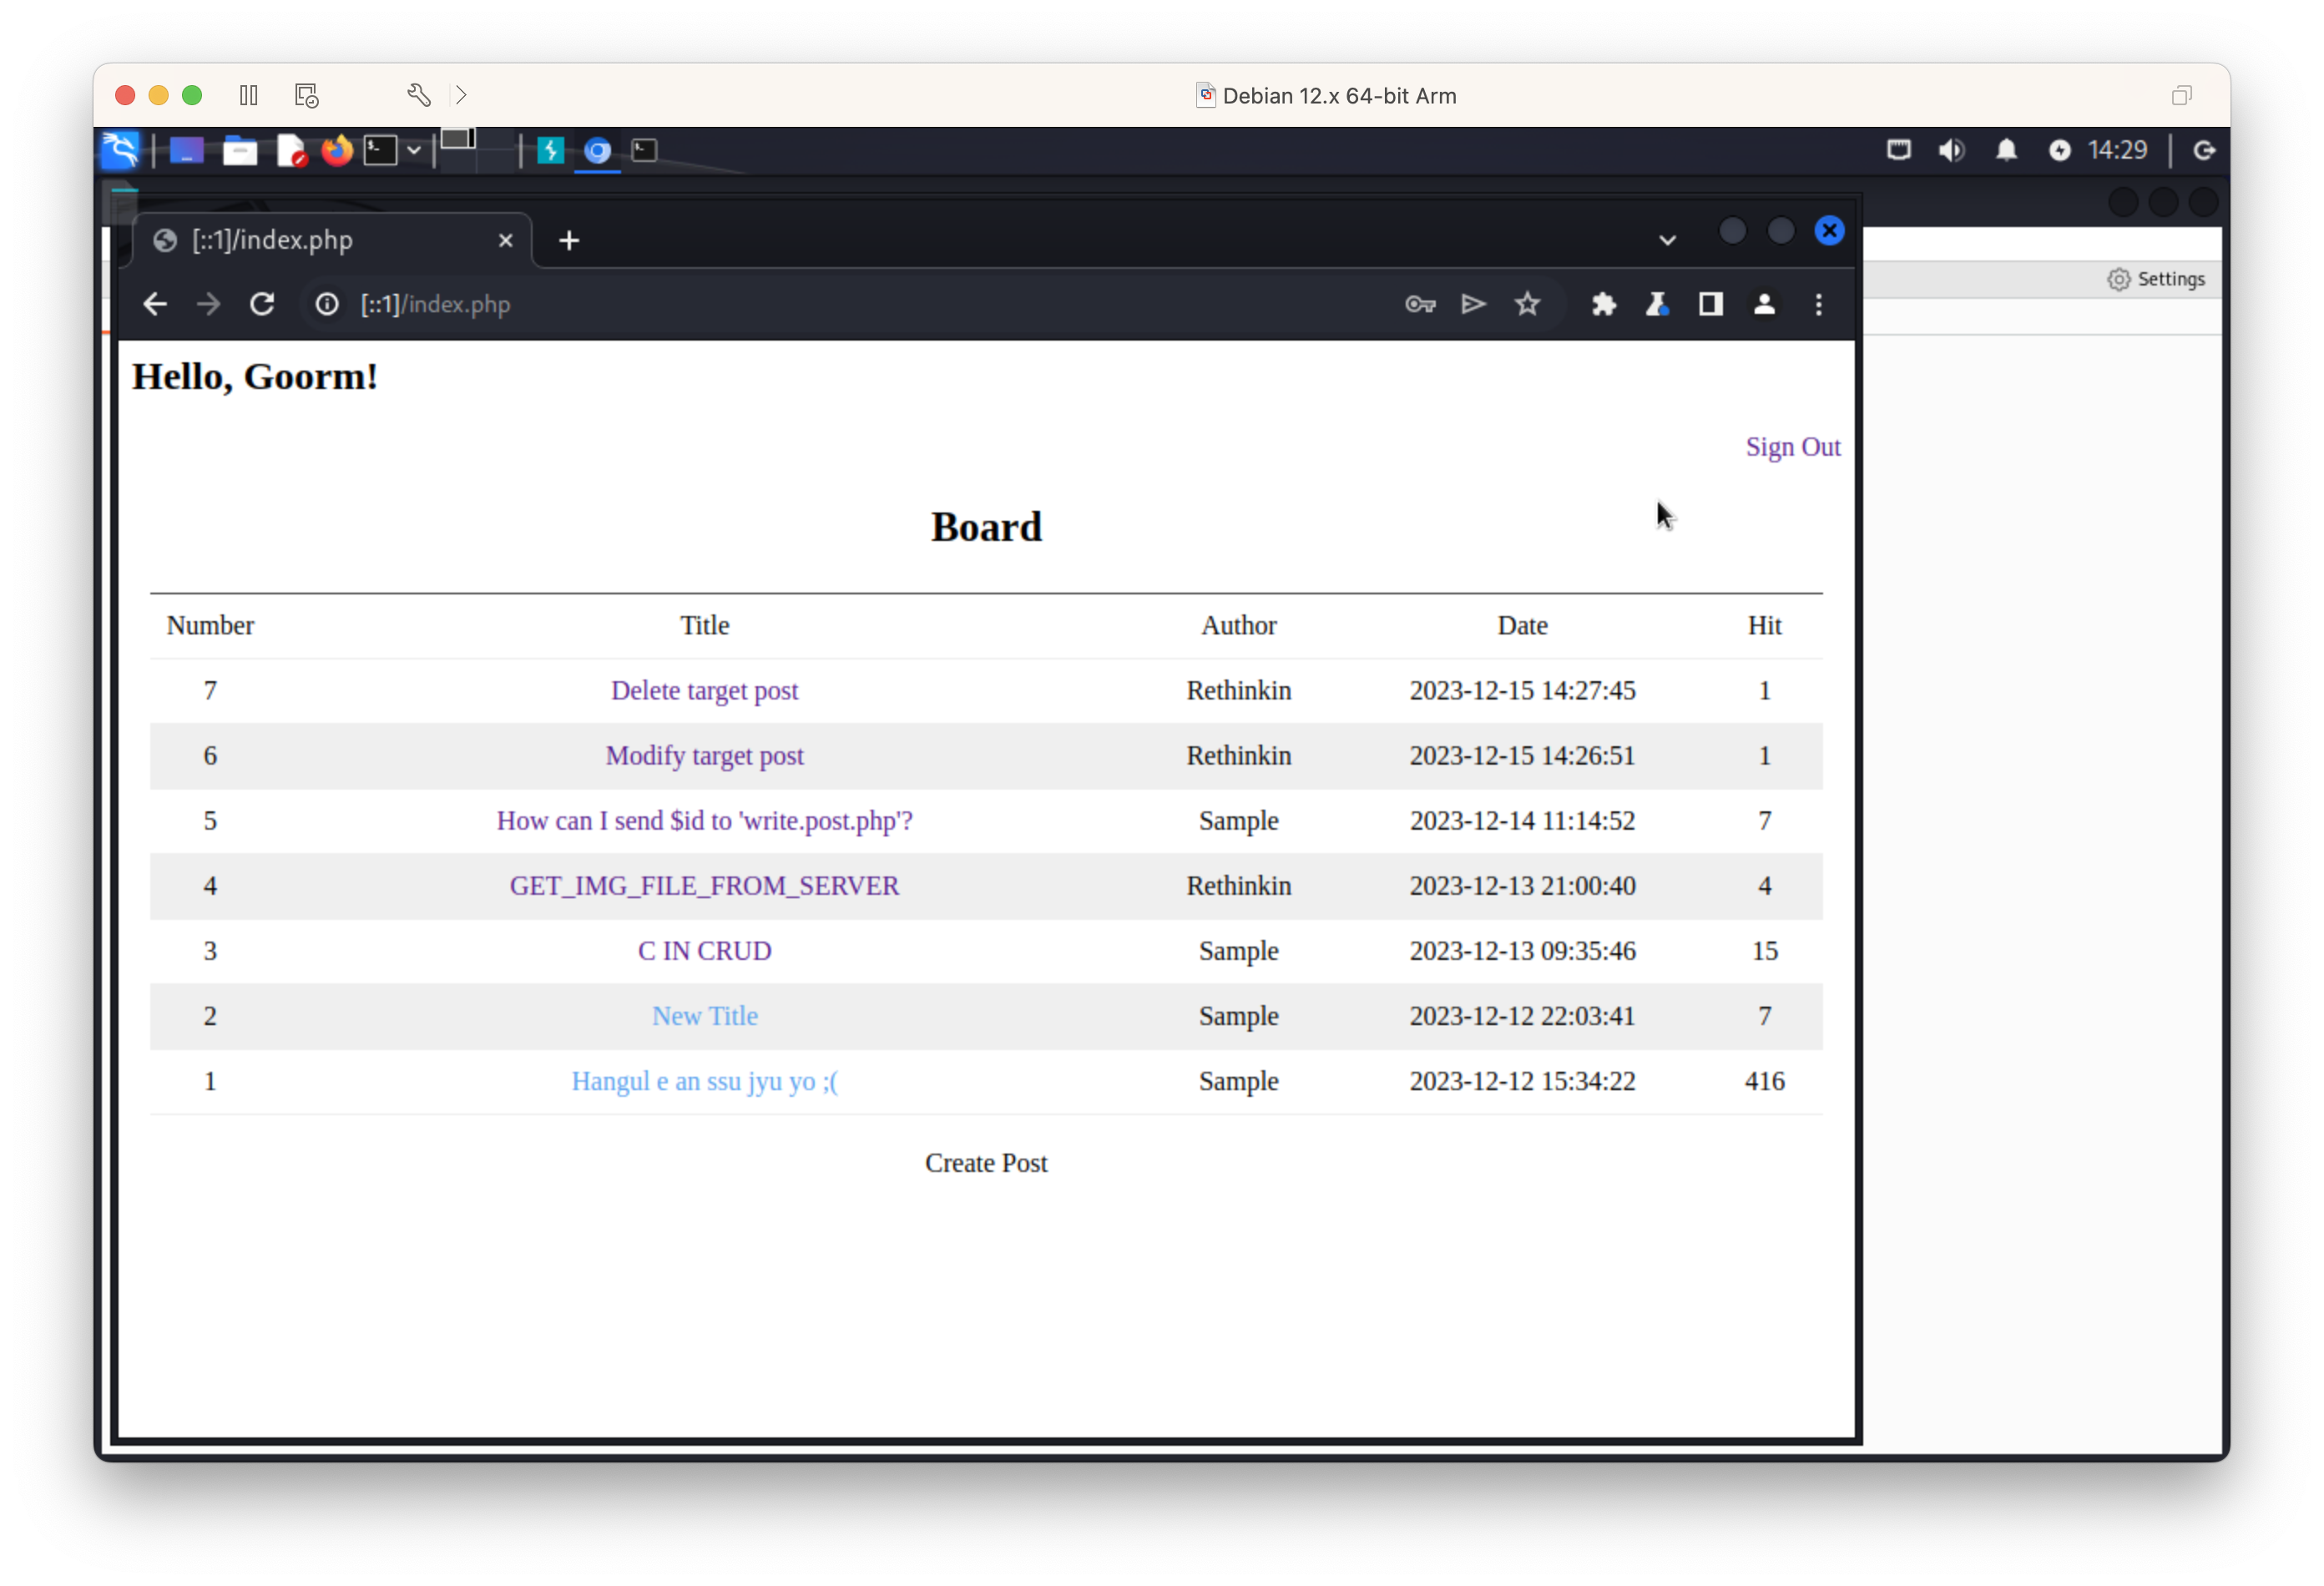 Debian 12.x 64-bit Arm
14:29
[::1]/index.php
Settings
[::1]/index.php
Hello, Goorm!
Sign Out
Board
Number Title Author Date Hit
7 Delete target post Rethinkin 2023-12-15 14:27:45 1
6 Modify target post Rethinkin 2023-12-15 14:26:51 1
5 How can I send $id to 'write.post.php'? Sample 2023-12-14 11:14:52 7
4 GET_IMG_FILE_FROM_SERVER Rethinkin 2023-12-13 21:00:40 4
3 C IN CRUD Sample 2023-12-13 09:35:46 15
2 New Title Sample 2023-12-12 22:03:41 7
1 Hangul e an ssu jyu yo ;( Sample 2023-12-12 15:34:22 416
Create Post